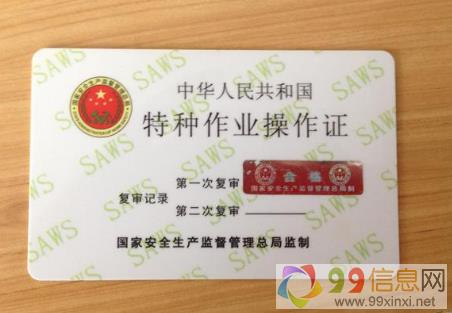 SAWS
中华人民共和国
特种作业操作证
复审记录
第一次复审
合格
国家安全生产监督管理总局制
第二次复审
国家安全生产监督管理总局监制
99信息网
www.99xinxi.net